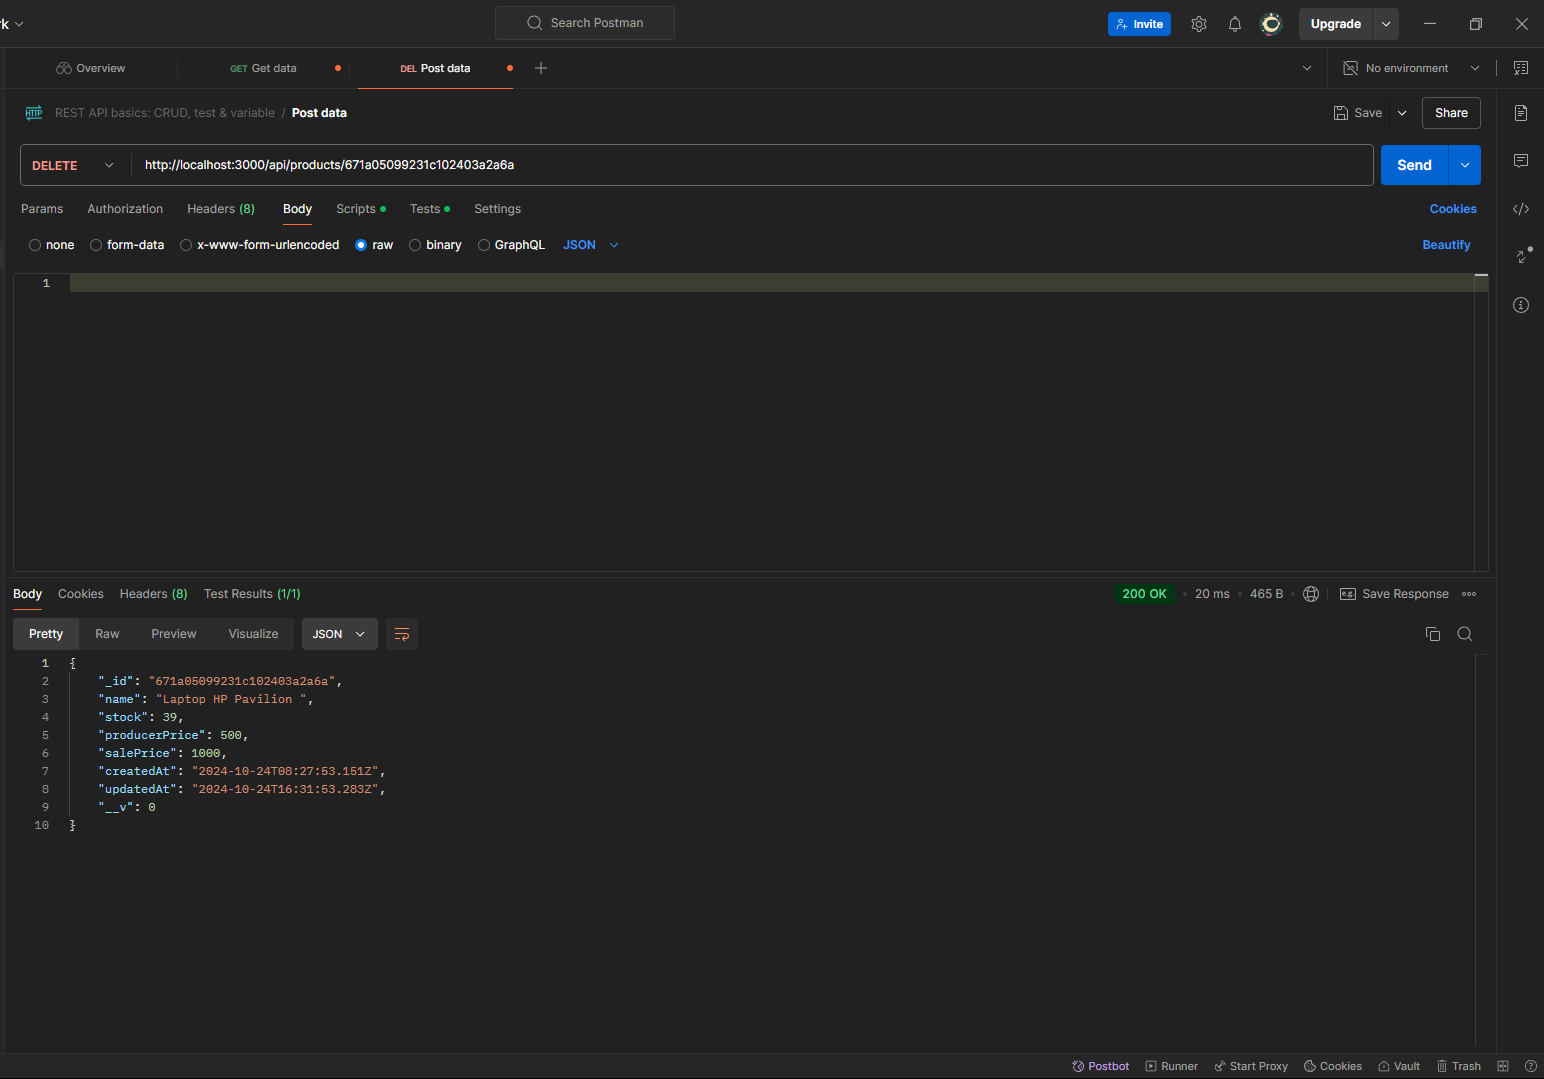 rk
Search Postman
Invite
Upgrade
Overview
GET Get data
DEL Post data
No environment
HTTP
REST API basics: CRUD, test & variable / Post data
Save
Share
DELETE
http://localhost:3000/api/products/671a05099231c102403a2a6a
Send
Params Authorization Headers (8) Body Scripts Tests Settings
Cookies
none form-data x-www-form-urlencoded raw binary GraphQL JSON
Beautify
1
Body Cookies Headers (8) Test Results (1/1)
200 OK 20 ms 465 B e.g. Save Response
Pretty Raw Preview Visualize JSON
1 {
2 "_id": "671a05099231c102403a2a6a",
3 "name": "Laptop HP Pavilion ",
4 "stock": 39,
5 "producerPrice": 500,
6 "salePrice": 1000,
7 "createdAt": "2024-10-24T08:27:53.151Z",
8 "updatedAt": "2024-10-24T16:31:53.283Z",
9 "__v": 0
10 }
Postbot Runner Start Proxy Cookies Vault Trash